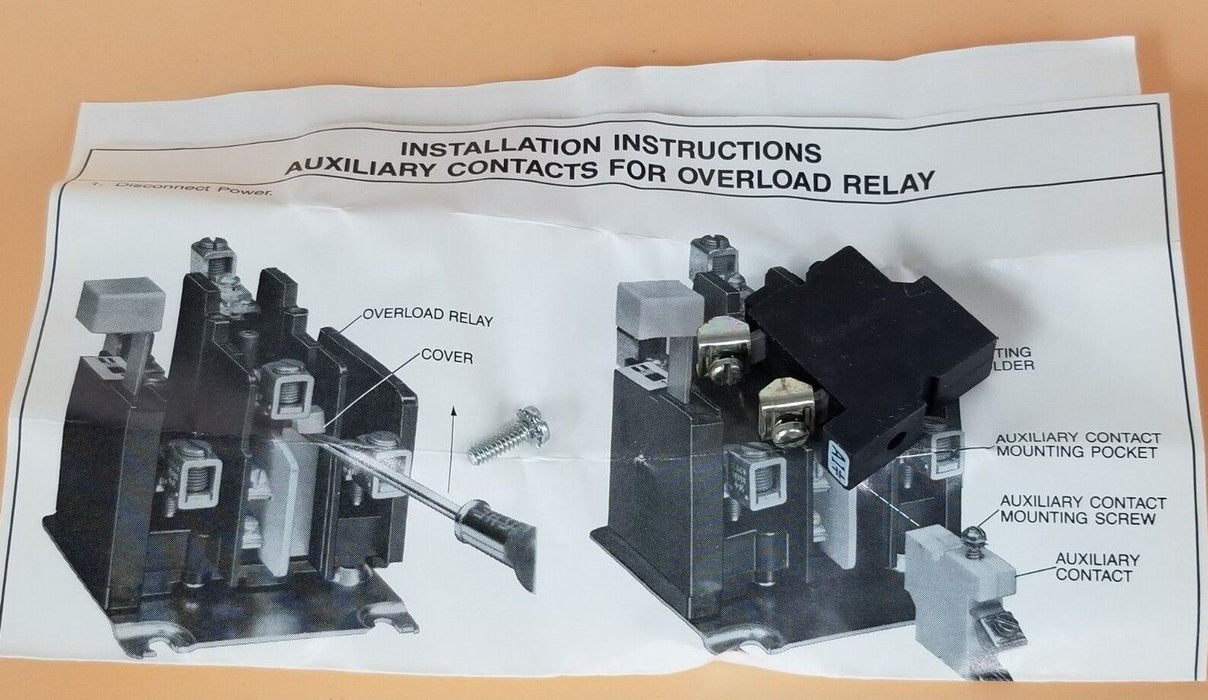 INSTALLATION INSTRUCTIONS
AUXILIARY CONTACTS FOR OVERLOAD RELAY
1. Disconnect Power.
OVERLOAD RELAY
COVER
TING
LDER
AUXILIARY CONTACT
MOUNTING POCKET
AUXILIARY CONTACT
MOUNTING SCREW
AUXILIARY
CONTACT